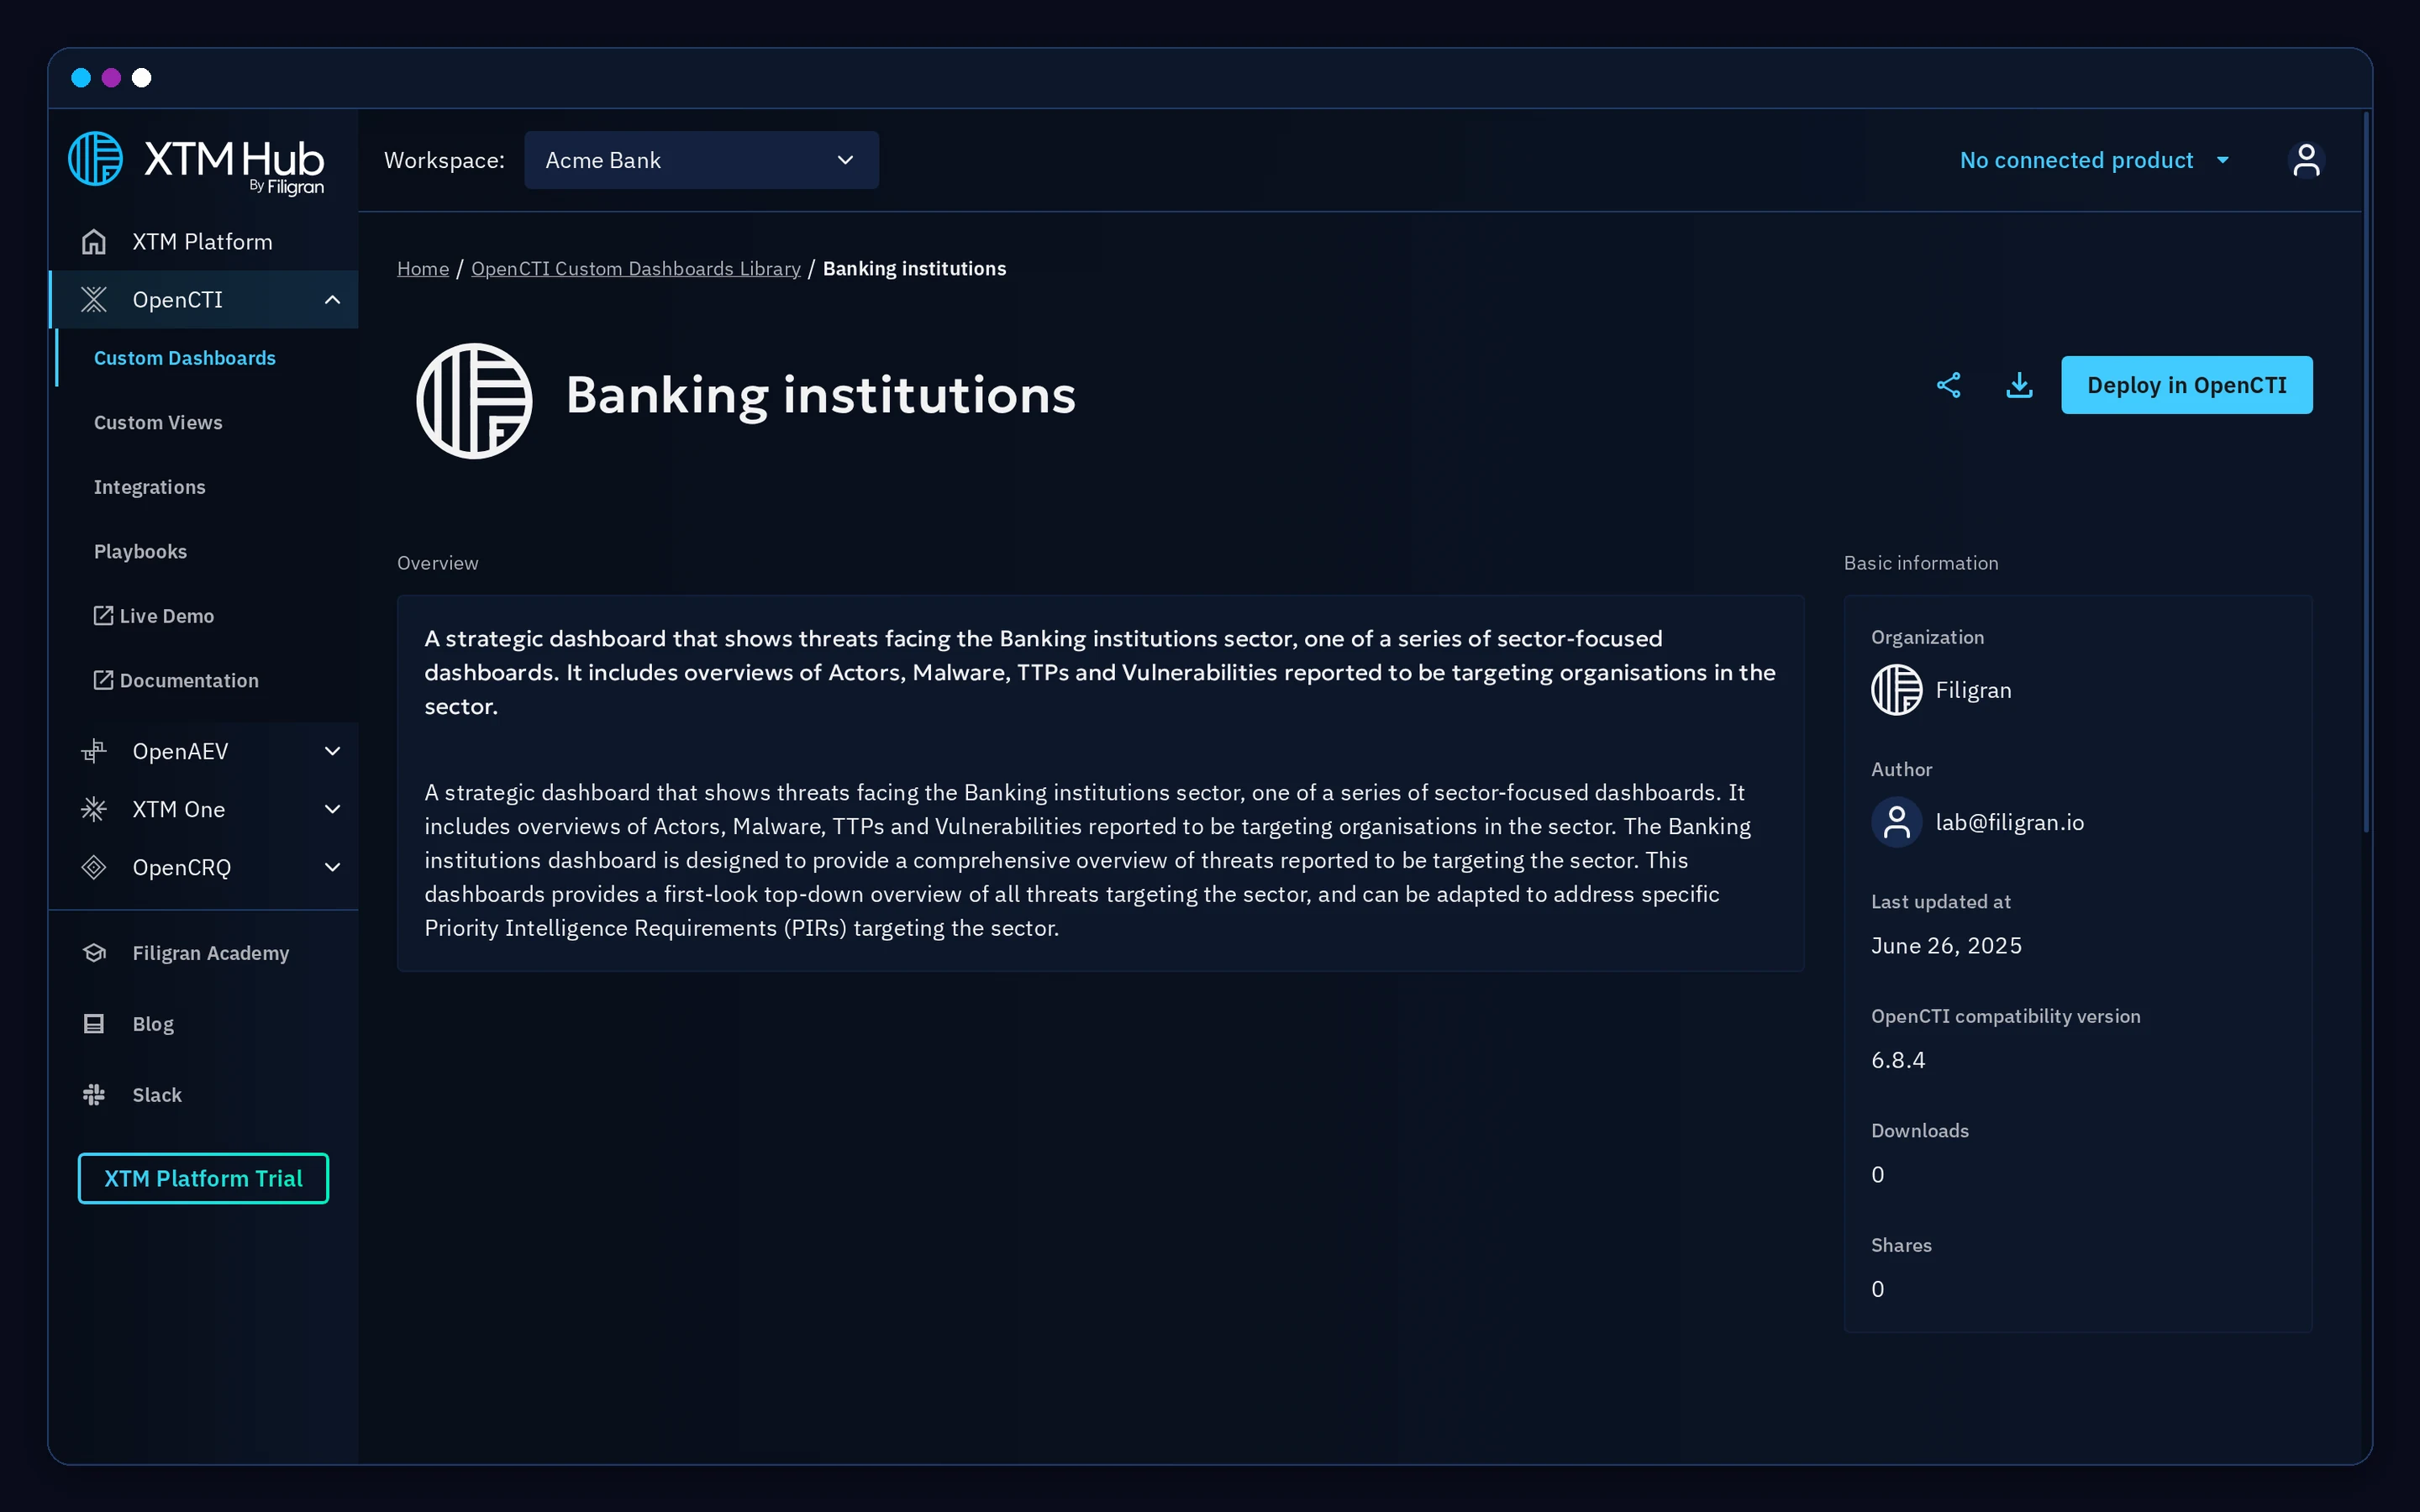 XTM Hub
By Filigran
Workspace:
Acme Bank
No connected product
XTM Platform
OpenCTI
Custom Dashboards
Custom Views
Integrations
Playbooks
Live Demo
Documentation
OpenAEV
XTM One
OpenCRQ
Filigran Academy
Blog
Slack
XTM Platform Trial
Home / OpenCTI Custom Dashboards Library / Banking institutions
Banking institutions
Deploy in OpenCTI
Overview
A strategic dashboard that shows threats facing the Banking institutions sector, one of a series of sector-focused
dashboards. It includes overviews of Actors, Malware, TTPs and Vulnerabilities reported to be targeting organisations in the
sector.
A strategic dashboard that shows threats facing the Banking institutions sector, one of a series of sector-focused dashboards. It
includes overviews of Actors, Malware, TTPs and Vulnerabilities reported to be targeting organisations in the sector. The Banking
institutions dashboard is designed to provide a comprehensive overview of threats reported to be targeting the sector. This
dashboards provides a first-look top-down overview of all threats targeting the sector, and can be adapted to address specific
Priority Intelligence Requirements (PIRs) targeting the sector.
Basic information
Organization
Filigran
Author
lab@filigran.io
Last updated at
June 26, 2025
OpenCTI compatibility version
6.8.4
Downloads
0
Shares
0